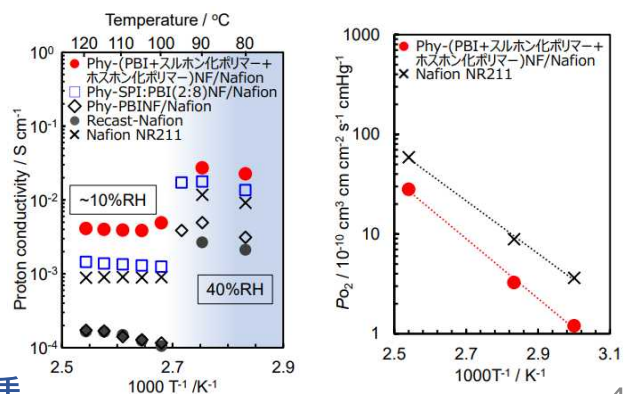 Temperature / °C
120 110 100 90 80
10⁰
10⁻¹
10⁻²
10⁻³
10⁻⁴
Proton conductivity / S cm⁻¹
Phy-(PBI+スルホン化ポリマー+
ホスホン化ポリマー)NF/Nafion
Phy-SPI:PBI(2:8)NF/Nafion
Phy-PBINF/Nafion
Recast-Nafion
Nafion NR211
~10%RH
40%RH
2.5 2.7 2.9
1000 T⁻¹ /K⁻¹
Phy-(PBI+スルホン化ポリマー+
ホスホン化ポリマー)NF/Nafion
Nafion NR211
1000
100
10
1
Po₂ / 10⁻¹⁰ cm³ cm cm⁻² s⁻¹ cmHg⁻¹
2.5 2.7 2.9 3.1
1000T⁻¹ / K⁻¹